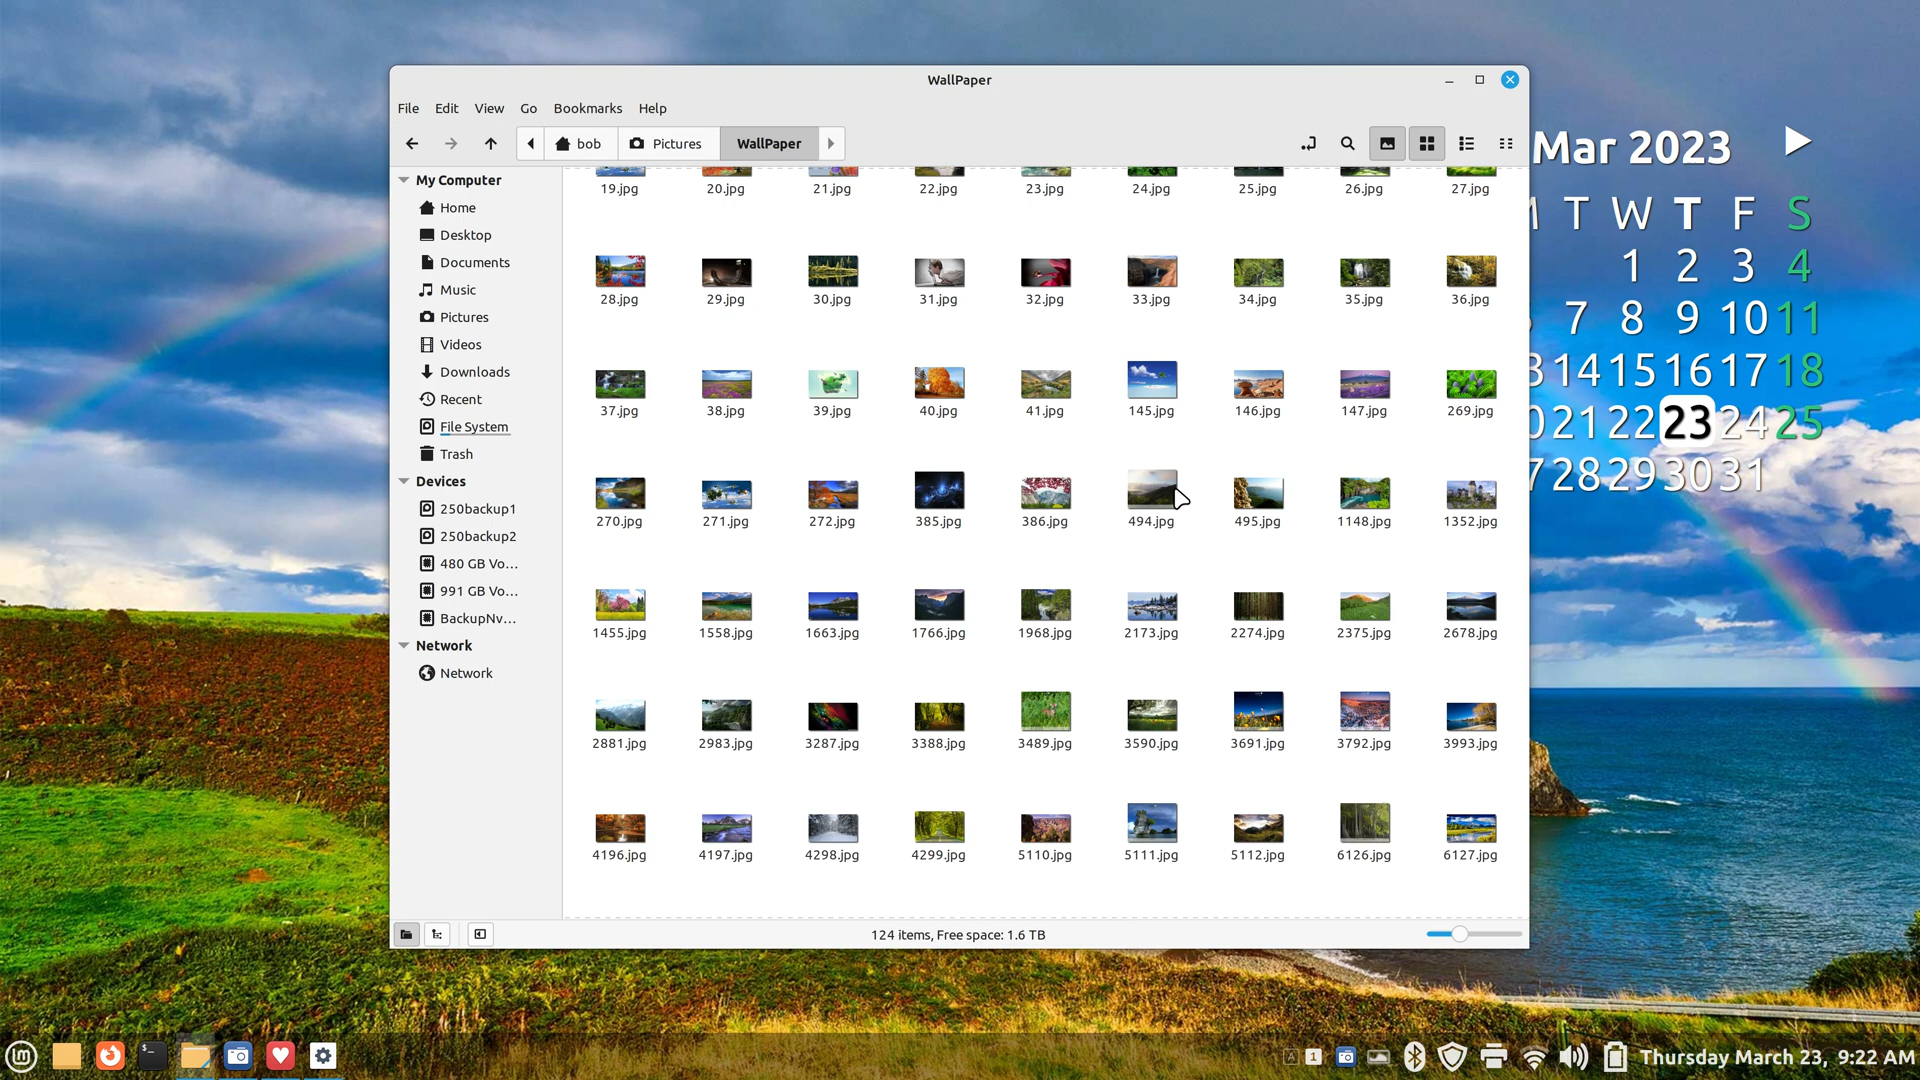 WallPaper
File Edit View Go Bookmarks Help
bob Pictures WallPaper
My Computer
Home
Desktop
Documents
Music
Pictures
Videos
Downloads
Recent
File System
Trash
Devices
250backup1
250backup2
480 GB Vo...
991 GB Vo...
BackupNv...
Network
Network
19.jpg 20.jpg 21.jpg 22.jpg 23.jpg 24.jpg 25.jpg 26.jpg 27.jpg
28.jpg 29.jpg 30.jpg 31.jpg 32.jpg 33.jpg 34.jpg 35.jpg 36.jpg
37.jpg 38.jpg 39.jpg 40.jpg 41.jpg 145.jpg 146.jpg 147.jpg 269.jpg
270.jpg 271.jpg 272.jpg 385.jpg 386.jpg 494.jpg 495.jpg 1148.jpg 1352.jpg
1455.jpg 1558.jpg 1663.jpg 1766.jpg 1968.jpg 2173.jpg 2274.jpg 2375.jpg 2678.jpg
2881.jpg 2983.jpg 3287.jpg 3388.jpg 3489.jpg 3590.jpg 3691.jpg 3792.jpg 3993.jpg
4196.jpg 4197.jpg 4298.jpg 4299.jpg 5110.jpg 5111.jpg 5112.jpg 6126.jpg 6127.jpg
124 items, Free space: 1.6 TB
Mar 2023
T W T F S
1 2 3 4
7 8 9 10 11
14 15 16 17 18
21 22 23 24 25
28 29 30 31
A 1 Thursday March 23, 9:22 AM